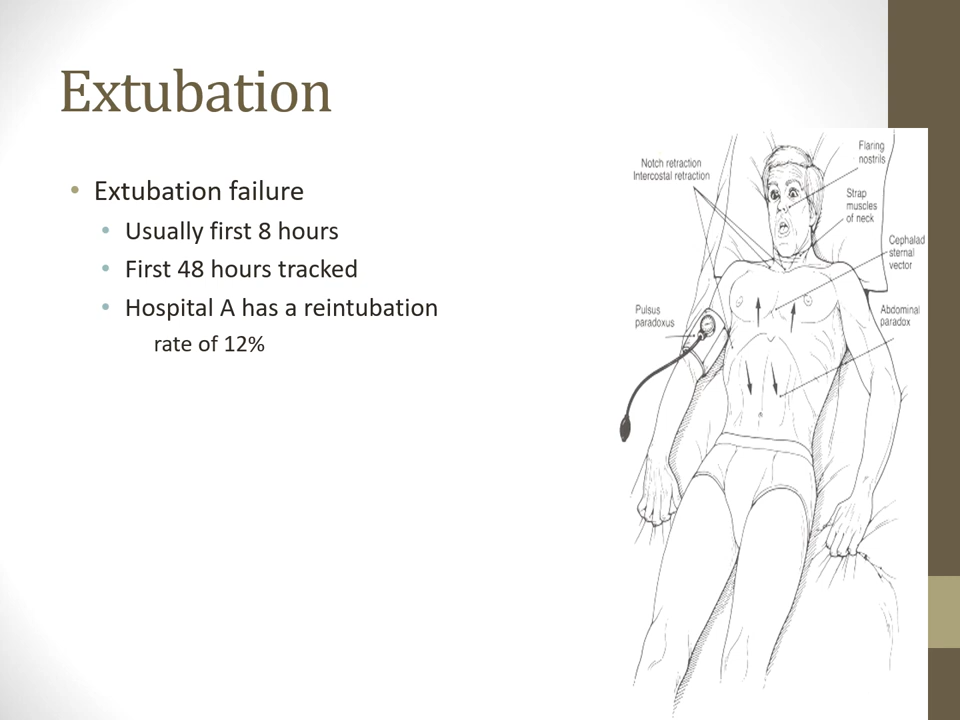 Extubation
• Extubation failure
• Usually first 8 hours
• First 48 hours tracked
• Hospital A has a reintubation
rate of 12%
Notch retraction
Intercostal retraction
Flaring
nostrils
Strap
muscles
of neck
Cephalad
sternal
vector
Pulsus
paradoxus
Abdominal
paradox